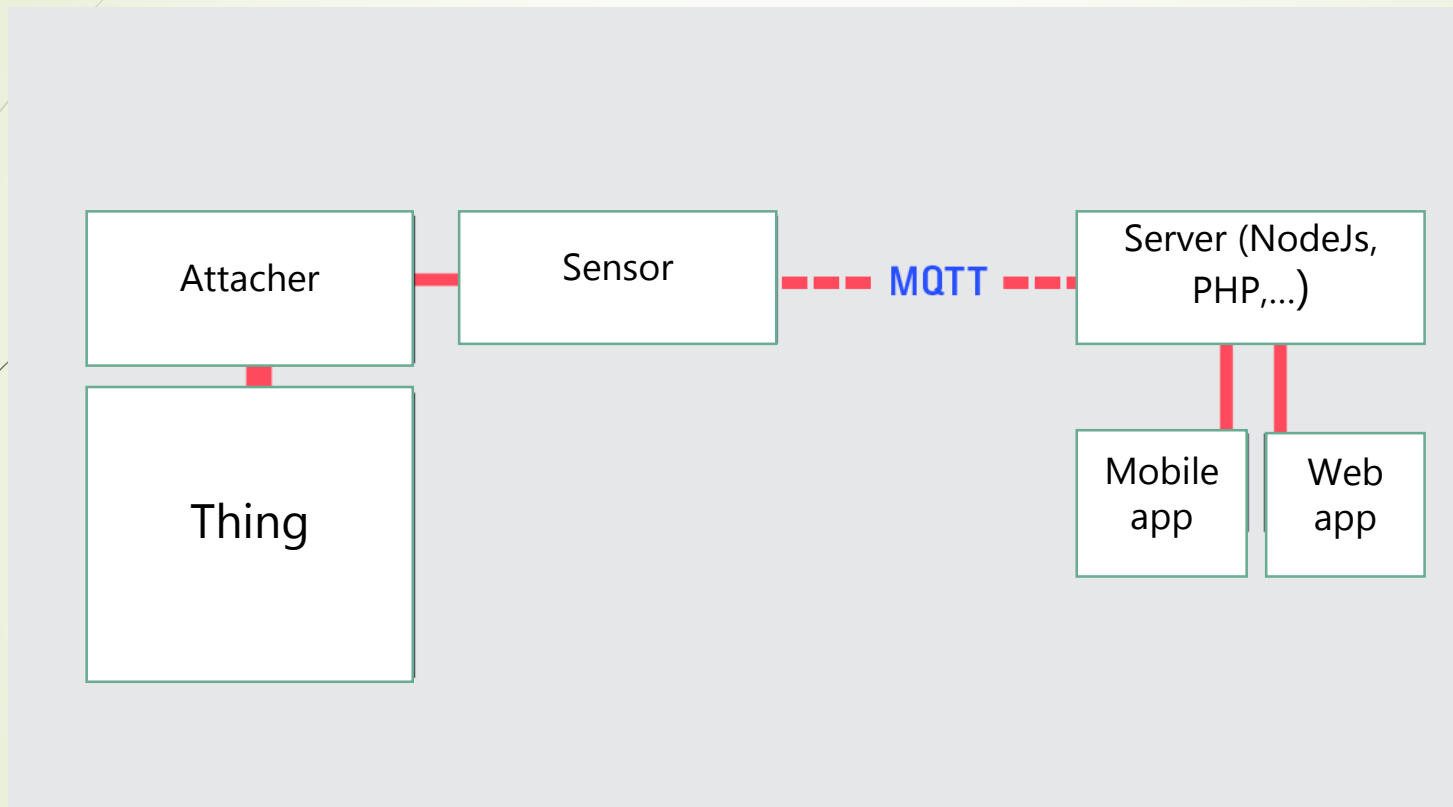 Attacher
Sensor
MQTT
Server (NodeJs,
PHP,...)
Thing
Mobile
app
Web
app